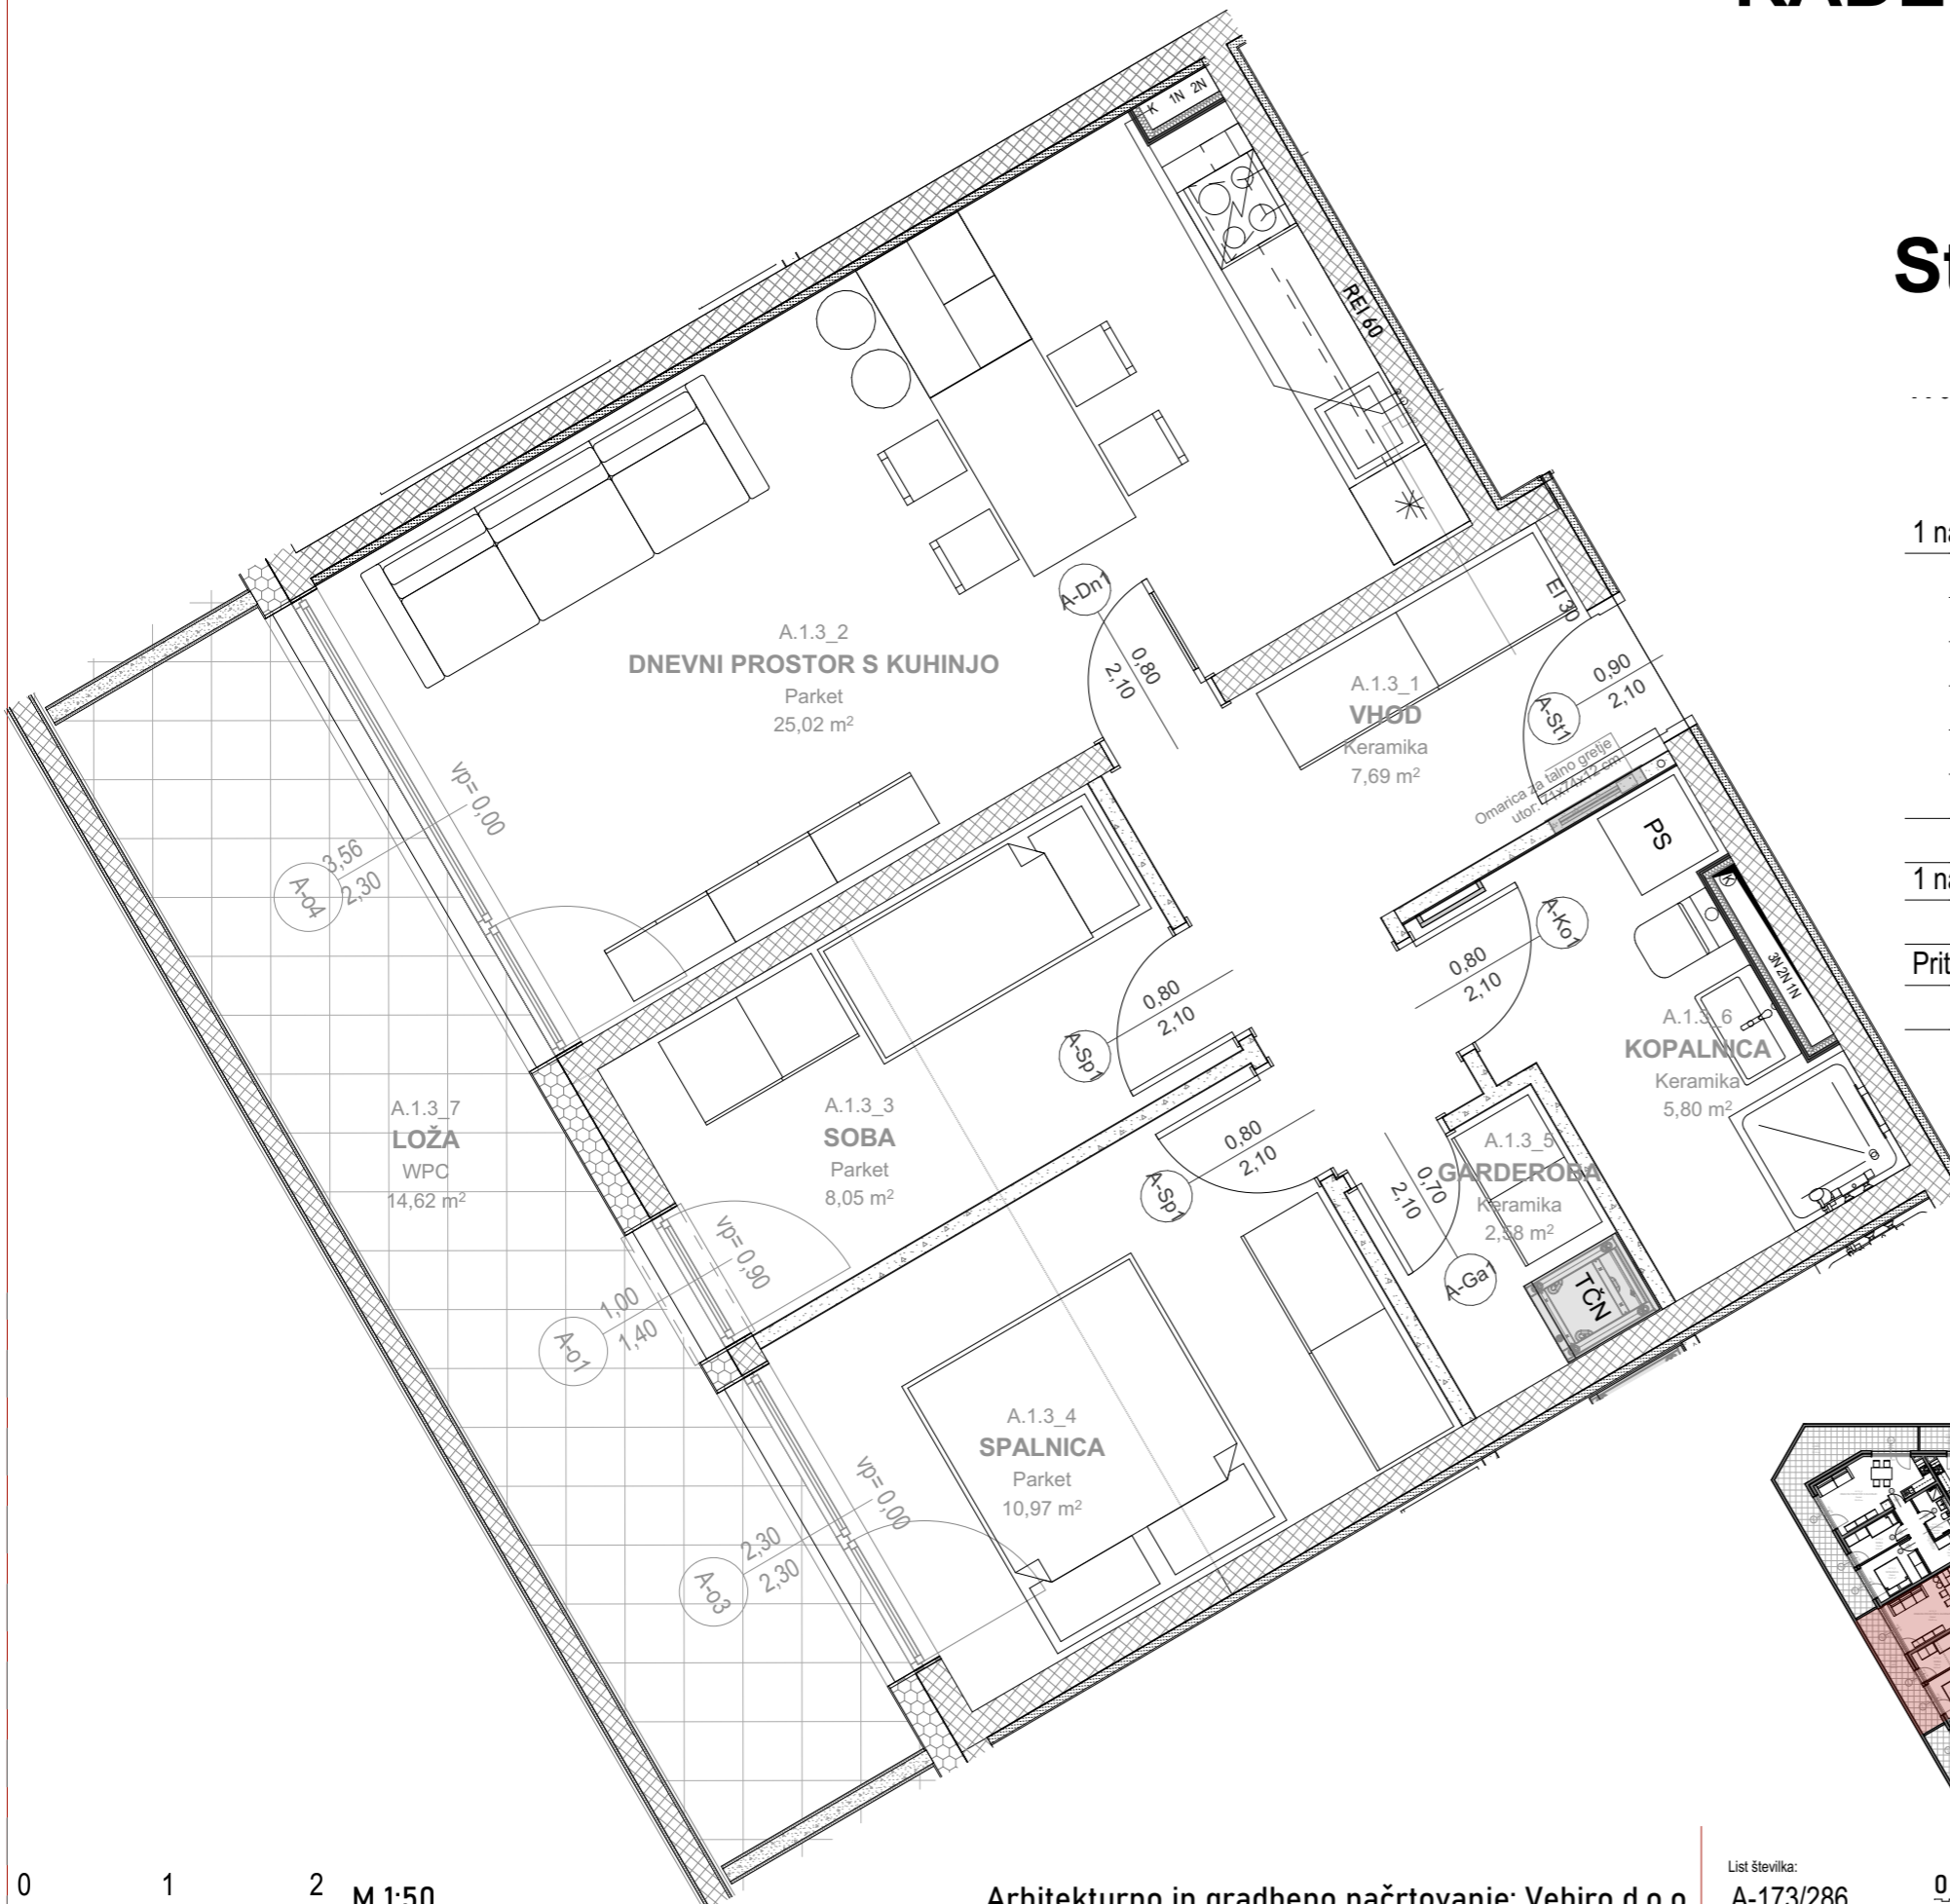 K 1N 2N
REI 60
A-Dn1
0,80
2,10
EI 30
A.1.3_2
DNEVNI PROSTOR S KUHINJO
Parket
25,02 m²
A.1.3_1
VHOD
Keramika
7,69 m²
0,90
2,10
A-St1
Omarica za talno gretje
utor: 71x74x12 cm
PS
K
3N 2N 1N
vp= 0,00
3,56
2,30
A-o4
A-Ko1
0,80
2,10
0,80
2,10
A-Sp1
A.1.3_6
KOPALNICA
Keramika
5,80 m²
A.1.3_7
LOŽA
WPC
14,62 m²
A.1.3_3
SOBA
Parket
8,05 m²
0,80
2,10
A-Sp1
0,70
2,10
A-Ga1
A.1.3_5
GARDEROBA
Keramika
2,58 m²
TČN
vp= 0,90
1,00
1,40
A-o1
A.1.3_4
SPALNICA
Parket
10,97 m²
vp= 0,00
2,30
2,30
A-o3
1 na
1 na
Prit
St
0 1 2 M 1:50
Arhitekturno in gradbeno načrtovanje: Vebiro d.o.o
List številka:
A-173/286